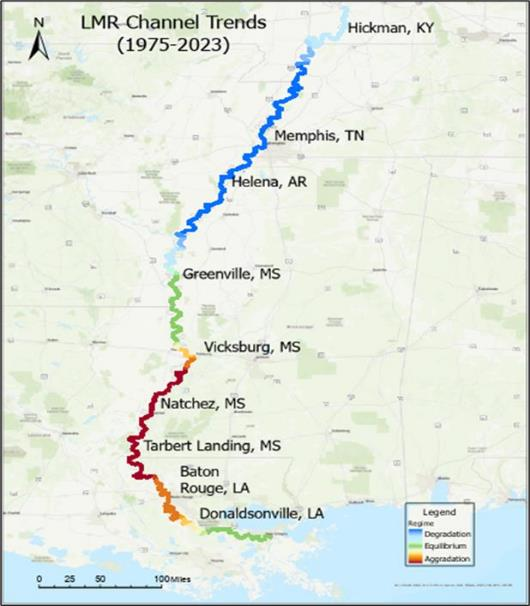 LMR Channel Trends
(1975-2023)
N
Hickman, KY
Memphis, TN
Helena, AR
Greenville, MS
Vicksburg, MS
Natchez, MS
Tarbert Landing, MS
Baton
Rouge, LA
Donaldsonville, LA
Legend
Regime
Degradation
Equilibrium
Aggradation
0 25 50 100 Miles